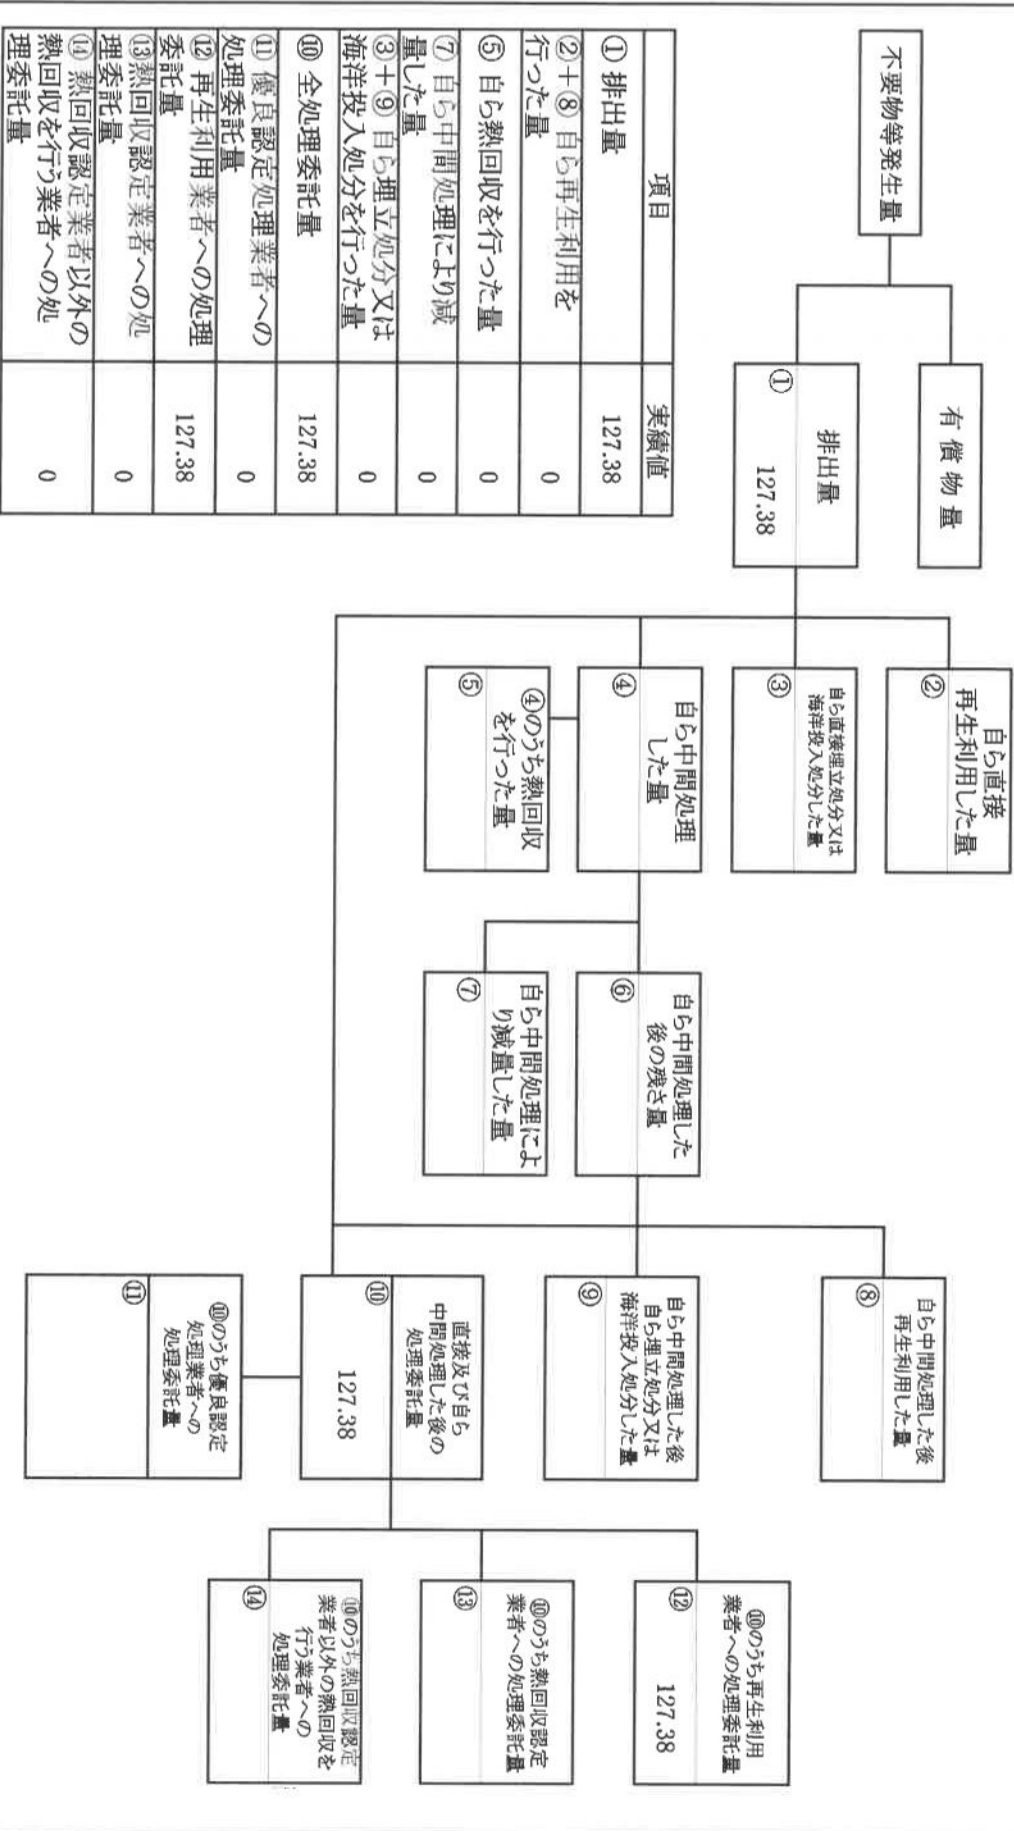 不要物等発生量
有償物量
排出量
① 127.38
自ら直接
再生利用した量
②
自ら直接埋立処分又は
海洋投入処分した量
③
自ら中間処理
した量
④
④のうち熱回収
を行った量
⑤
自ら中間処理した
後の残さ量
⑥
自ら中間処理によ
り減量した量
⑦
自ら中間処理した後
再生利用した量
⑧
自ら中間処理した後
自ら埋立処分又は
海洋投入処分した量
⑨
直接及び自ら
中間処理した後の
処理委託量
⑩ 127.38
⑩のうち優良認定
処理業者への
処理委託量
⑪
⑩のうち再生利用
業者への処理委託量
⑫ 127.38
⑩のうち熱回収認定
業者への処理委託量
⑬
⑩のうち熱回収認定
業者以外の熱回収を
行う業者への
処理委託量
⑭
項目 実績値
① 排出量 127.38
②+⑧ 自ら再生利用を
行った量 0
⑤ 自ら熱回収を行った量 0
⑦ 自ら中間処理により減
量した量 0
③+⑨ 自ら埋立処分又は
海洋投入処分を行った量 0
⑩ 全処理委託量 127.38
⑪ 優良認定処理業者への
処理委託量 0
⑫ 再生利用業者への処理
委託量 127.38
⑬熱回収認定業者への処
理委託量 0
⑭ 熱回収認定業者以外の
熱回収を行う業者への処
理委託量 0